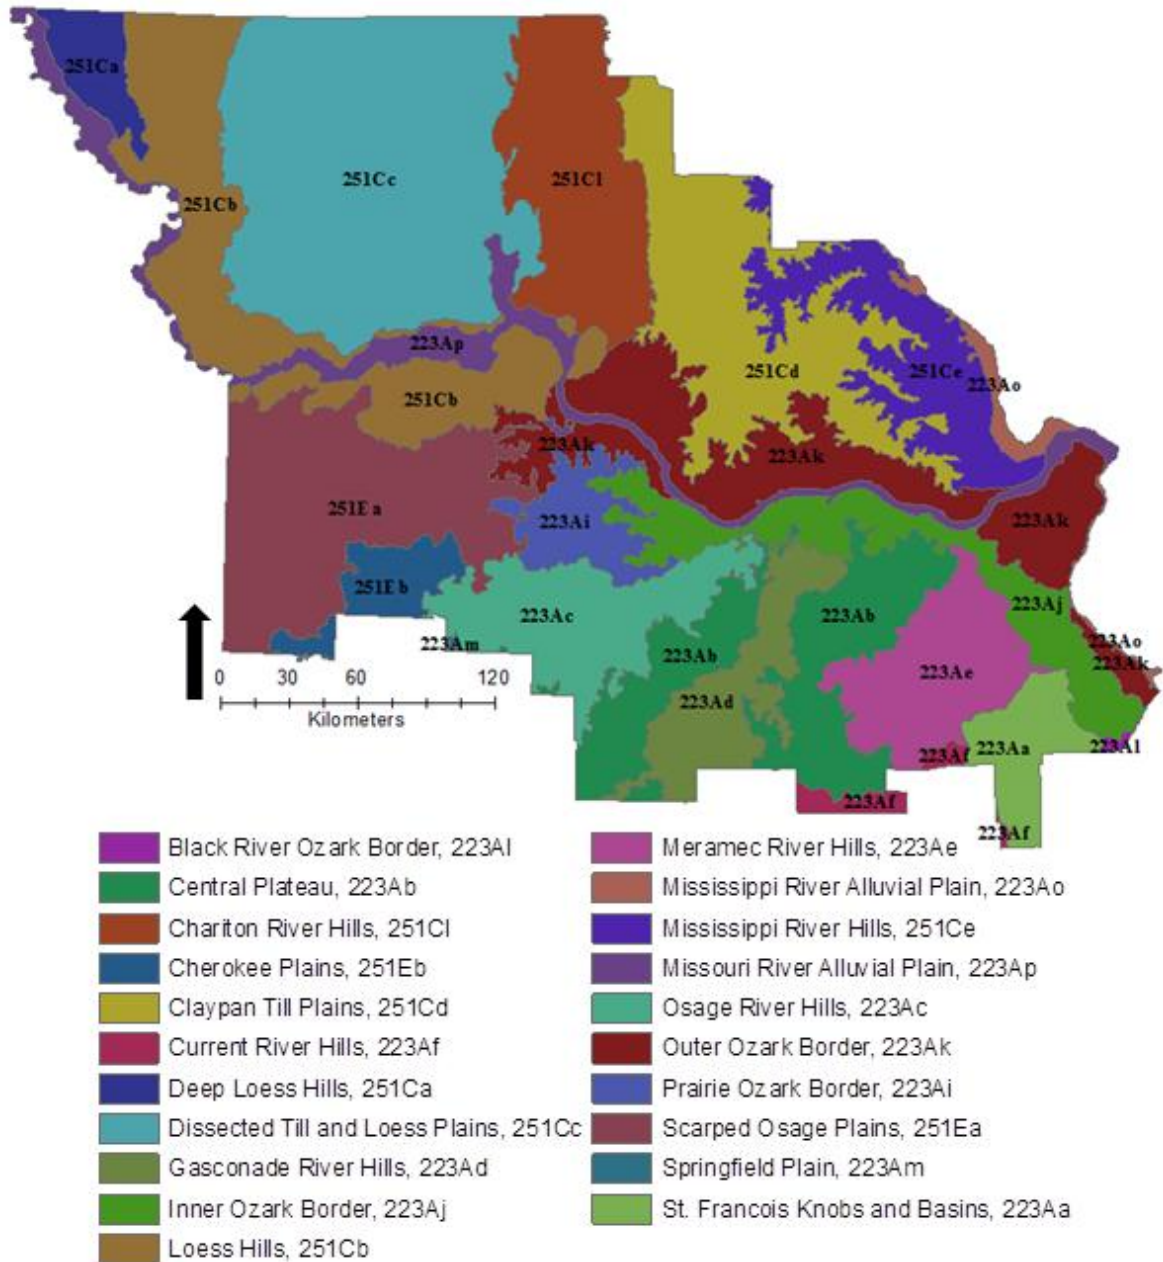 251Ca
251Cb
251Cc
251Cl
223Ap
251Cb
251Cd
251Ce
223Ao
223Ak
223Ak
223Ak
251Ea
223Ai
251Eb
223Ac
223Am
223Ab
223Ab
223Aj
223Ao
223Ak
223Ae
223Ad
223Aa
223Al
223Af
223Af
223Af
0 30 60 120
Kilometers
Black River Ozark Border, 223Al
Central Plateau, 223Ab
Chariton River Hills, 251Cl
Cherokee Plains, 251Eb
Claypan Till Plains, 251Cd
Current River Hills, 223Af
Deep Loess Hills, 251Ca
Dissected Till and Loess Plains, 251Cc
Gasconade River Hills, 223Ad
Inner Ozark Border, 223Aj
Loess Hills, 251Cb
Meramec River Hills, 223Ae
Mississippi River Alluvial Plain, 223Ao
Mississippi River Hills, 251Ce
Missouri River Alluvial Plain, 223Ap
Osage River Hills, 223Ac
Outer Ozark Border, 223Ak
Prairie Ozark Border, 223Ai
Scarped Osage Plains, 251Ea
Springfield Plain, 223Am
St. Francois Knobs and Basins, 223Aa